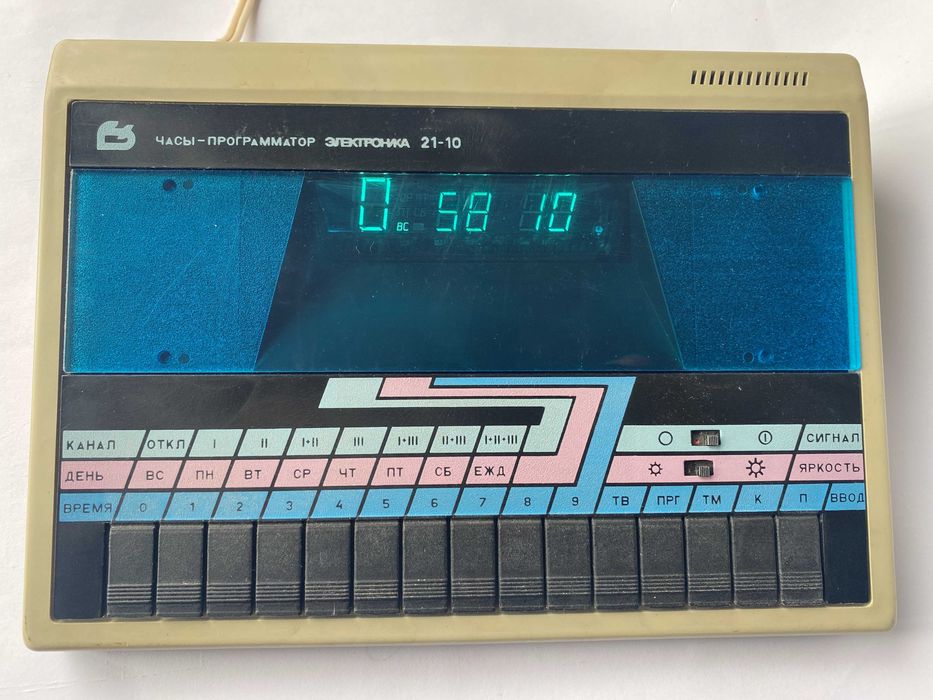 ЧАСЫ-ПРОГРАММАТОР ЭЛЕКТРОНИКА 21-10
0 ВС 58 10
КАНАЛ ОТКЛ I II I+II III I+III II+III I+II+III СИГНАЛ
ДЕНЬ ВС ПН ВТ СР ЧТ ПТ СБ ЕЖД ЯРКОСТЬ
ВРЕМЯ 0 1 2 3 4 5 6 7 8 9 ТВ ПРГ ТМ К П ВВОД